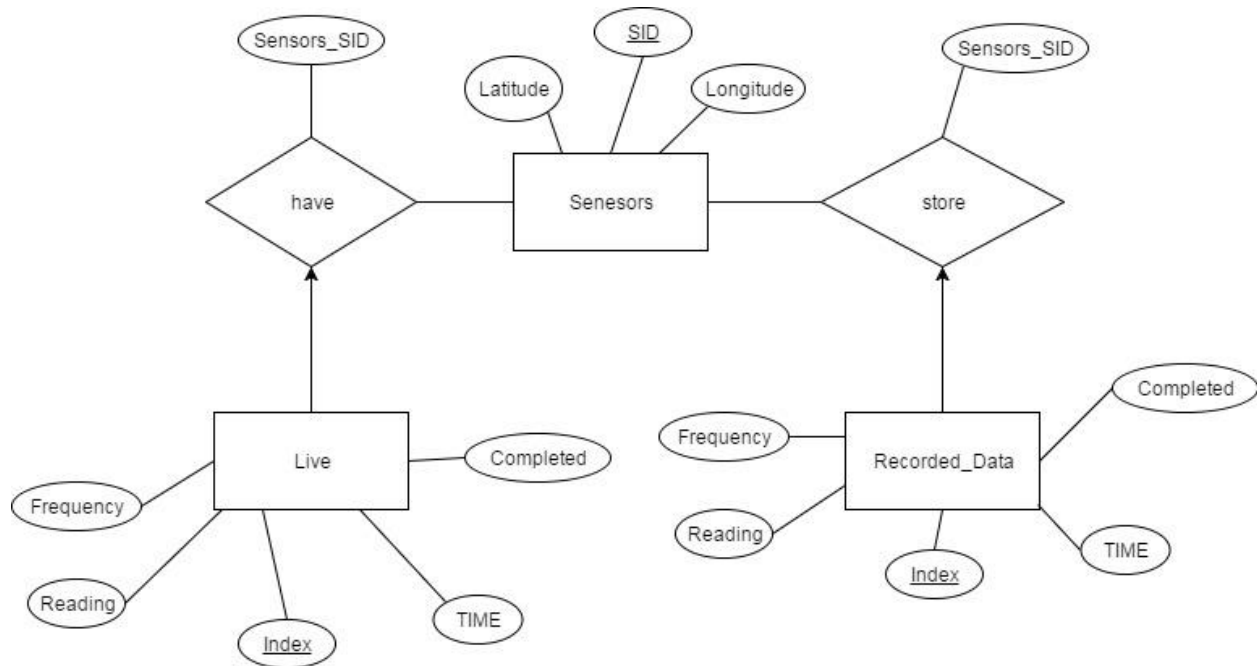 Sensors_SID
SID
Sensors_SID
Latitude
Longitude
have
Senesors
store
Completed
Frequency
Live
Completed
Recorded_Data
Frequency
Reading
TIME
Index
Reading
TIME
Index